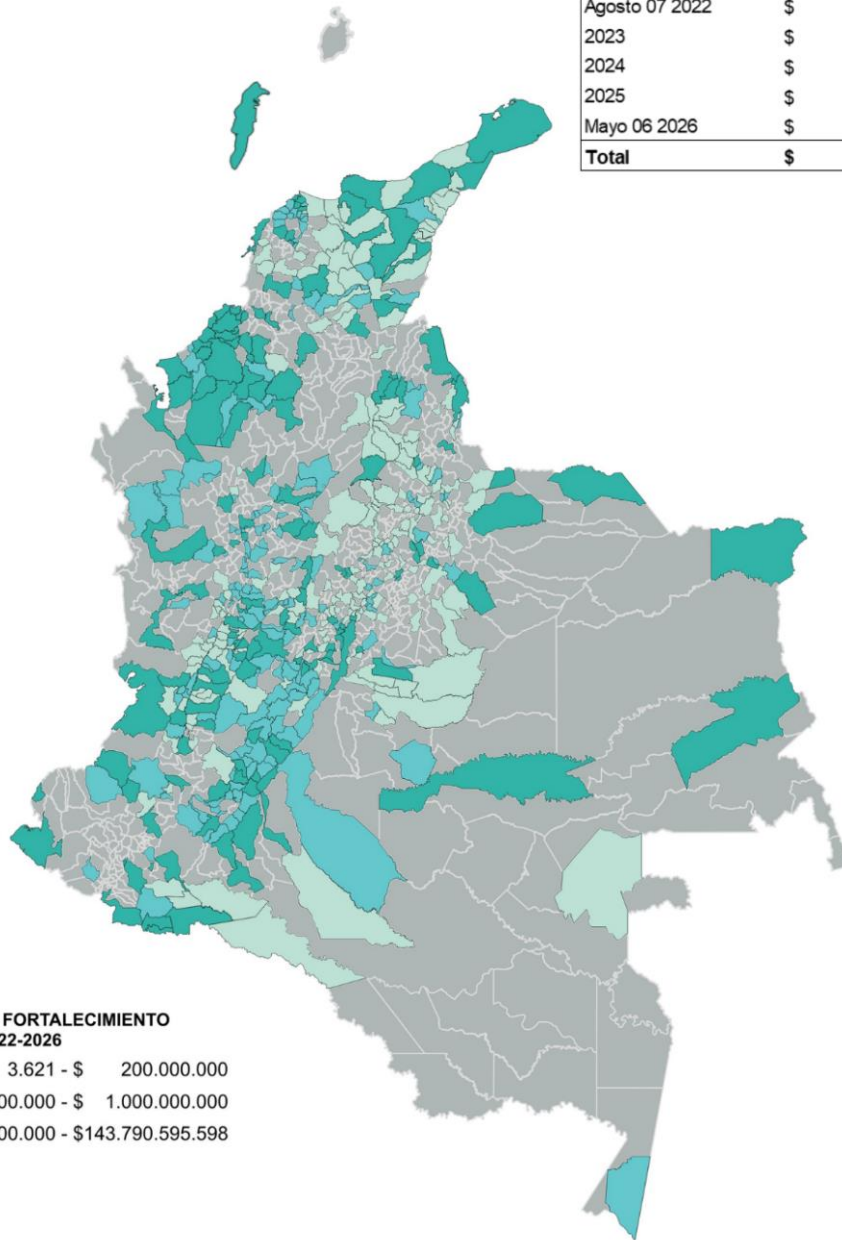 Agosto 07 2022 $
2023 $
2024 $
2025 $
Mayo 06 2026 $
Total $
FORTALECIMIENTO
22-2026
3.621 - $ 200.000.000
00.000 - $ 1.000.000.000
00.000 - $143.790.595.598